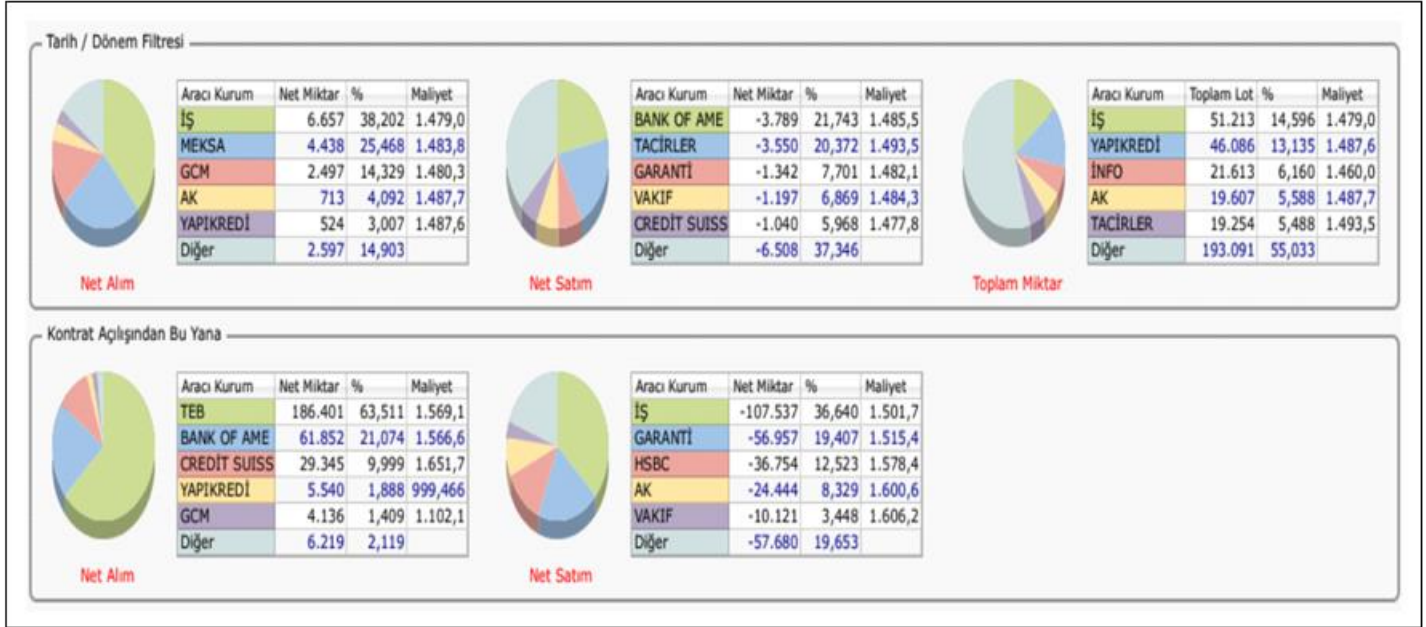 Tarih / Dönem Filtresi
Aracı Kurum Net Miktar % Maliyet
İŞ 6.657 38,202 1.479,0
MEKSA 4.438 25,468 1.483,8
GCM 2.497 14,329 1.480,3
AK 713 4,092 1.487,7
YAPIKREDİ 524 3,007 1.487,6
Diğer 2.597 14,903
Net Alım
Aracı Kurum Net Miktar % Maliyet
BANK OF AME -3.789 21,743 1.485,5
TACİRLER -3.550 20,372 1.493,5
GARANTİ -1.342 7,701 1.482,1
VAKIF -1.197 6,869 1.484,3
CREDİT SUISS -1.040 5,968 1.477,8
Diğer -6.508 37,346
Net Satım
Aracı Kurum Toplam Lot % Maliyet
İŞ 51.213 14,596 1.479,0
YAPIKREDİ 46.086 13,135 1.487,6
İNFO 21.613 6,160 1.460,0
AK 19.607 5,588 1.487,7
TACİRLER 19.254 5,488 1.493,5
Diğer 193.091 55,033
Toplam Miktar
Kontrat Açılışından Bu Yana
Aracı Kurum Net Miktar % Maliyet
TEB 186.401 63,511 1.569,1
BANK OF AME 61.852 21,074 1.566,6
CREDİT SUISS 29.345 9,999 1.651,7
YAPIKREDİ 5.540 1,888 999,466
GCM 4.136 1,409 1.102,1
Diğer 6.219 2,119
Net Alım
Aracı Kurum Net Miktar % Maliyet
İŞ -107.537 36,640 1.501,7
GARANTİ -56.957 19,407 1.515,4
HSBC -36.754 12,523 1.578,4
AK -24.444 8,329 1.600,6
VAKIF -10.121 3,448 1.606,2
Diğer -57.680 19,653
Net Satım